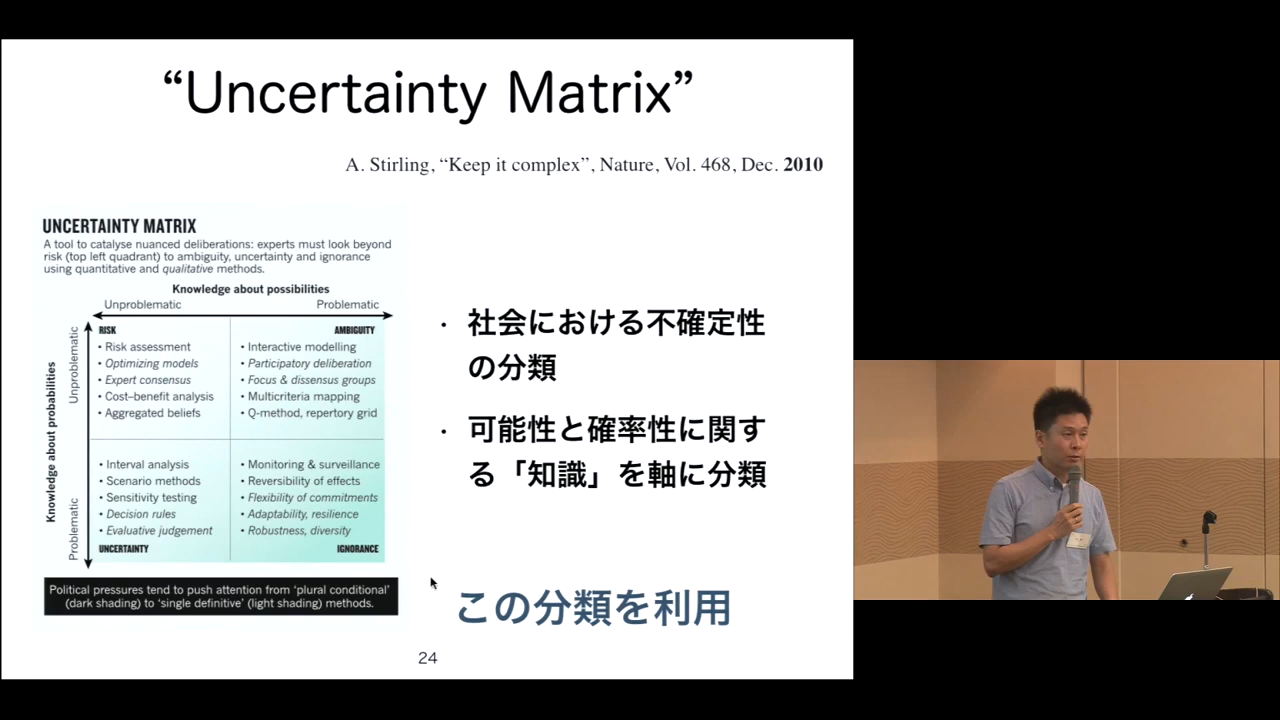 “Uncertainty Matrix”
A. Stirling, “Keep it complex”, Nature, Vol. 468, Dec. 2010
UNCERTAINTY MATRIX
A tool to catalyse nuanced deliberations: experts must look beyond
risk (top left quadrant) to ambiguity, uncertainty and ignorance
using quantitative and qualitative methods.
Knowledge about possibilities
Unproblematic
Problematic
Knowledge about probabilities
Unproblematic
Problematic
RISK
• Risk assessment
• Optimizing models
• Expert consensus
• Cost–benefit analysis
• Aggregated beliefs
AMBIGUITY
• Interactive modelling
• Participatory deliberation
• Focus & dissensus groups
• Multicriteria mapping
• Q-method, repertory grid
• Interval analysis
• Scenario methods
• Sensitivity testing
• Decision rules
• Evaluative judgement
UNCERTAINTY
• Monitoring & surveillance
• Reversibility of effects
• Flexibility of commitments
• Adaptability, resilience
• Robustness, diversity
IGNORANCE
Political pressures tend to push attention from ‘plural conditional’
(dark shading) to ‘single definitive’ (light shading) methods.
・社会における不確定性
の分類
・可能性と確率性に関す
る「知識」を軸に分類
この分類を利用
24